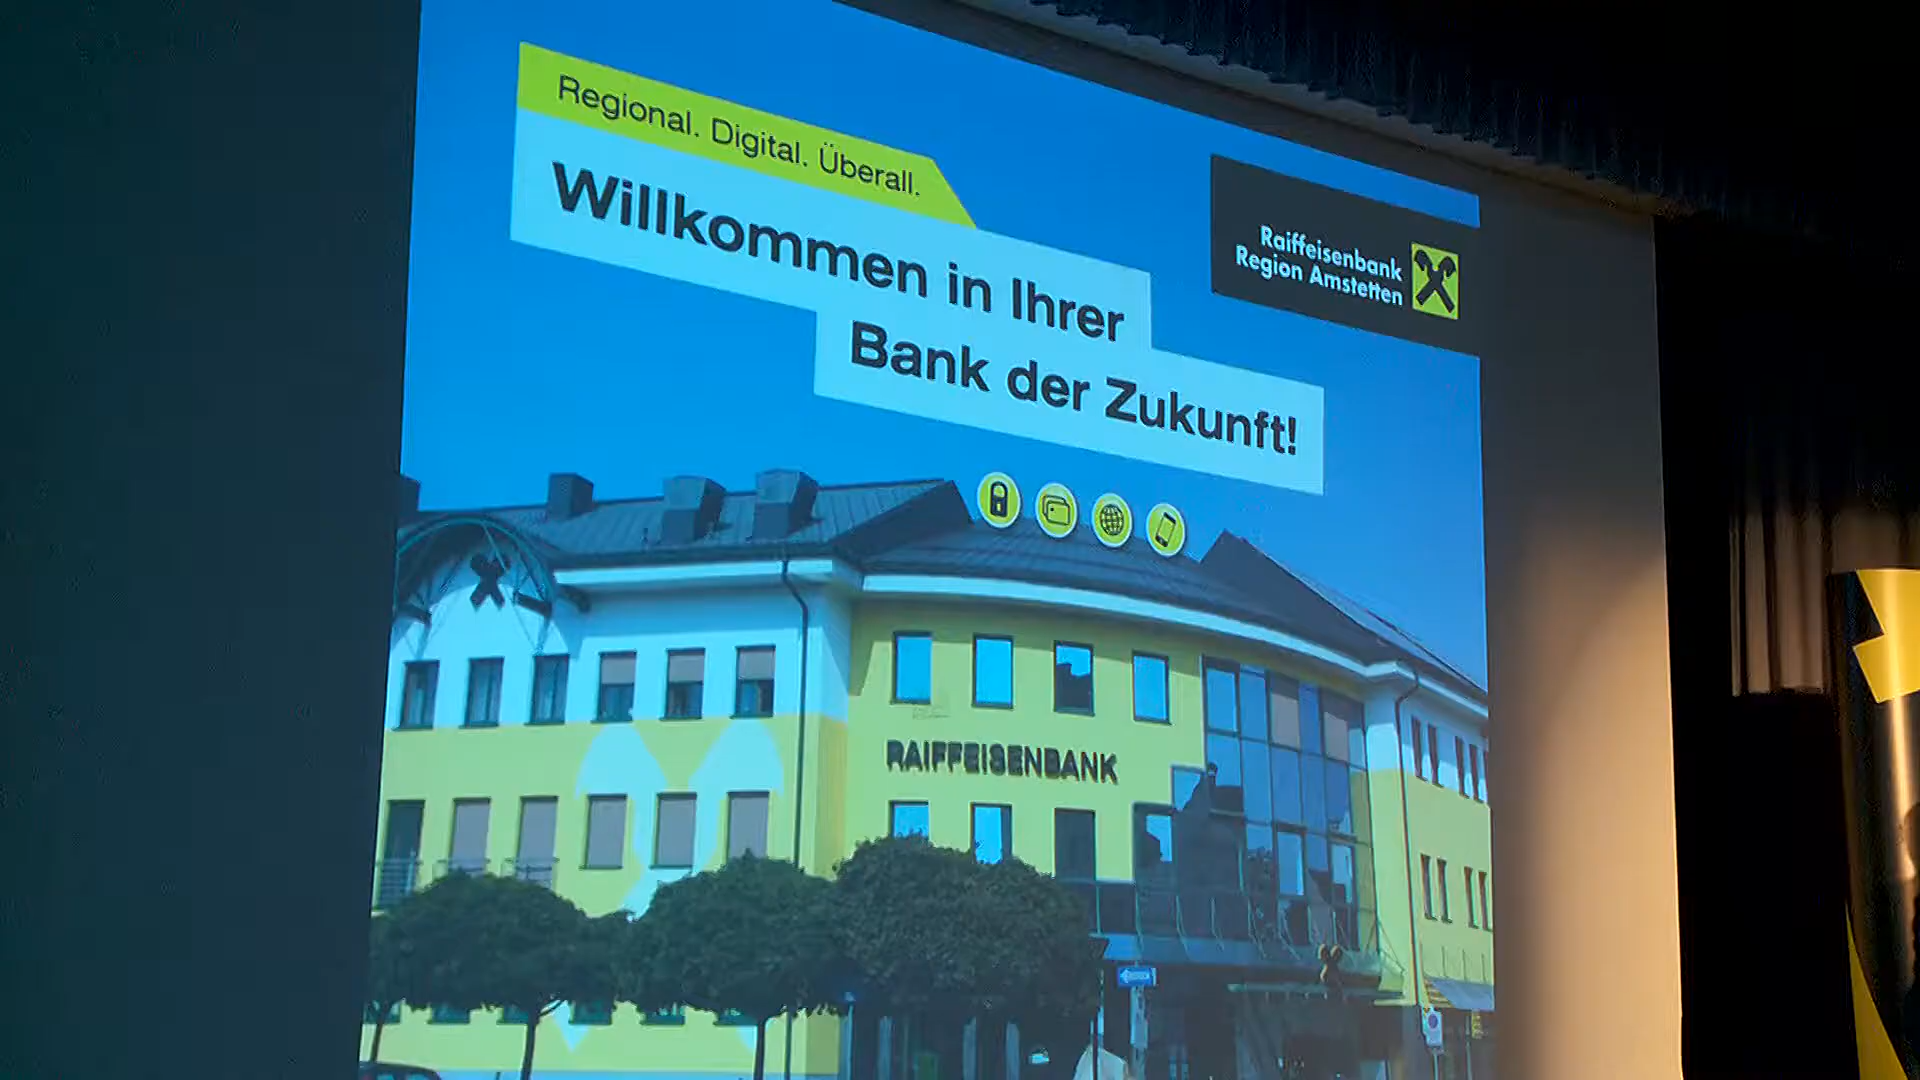 Regional. Digital. Überall.
Willkommen in Ihrer
Bank der Zukunft!
Raiffeisenbank
Region Amstetten
RAIFFEISENBANK